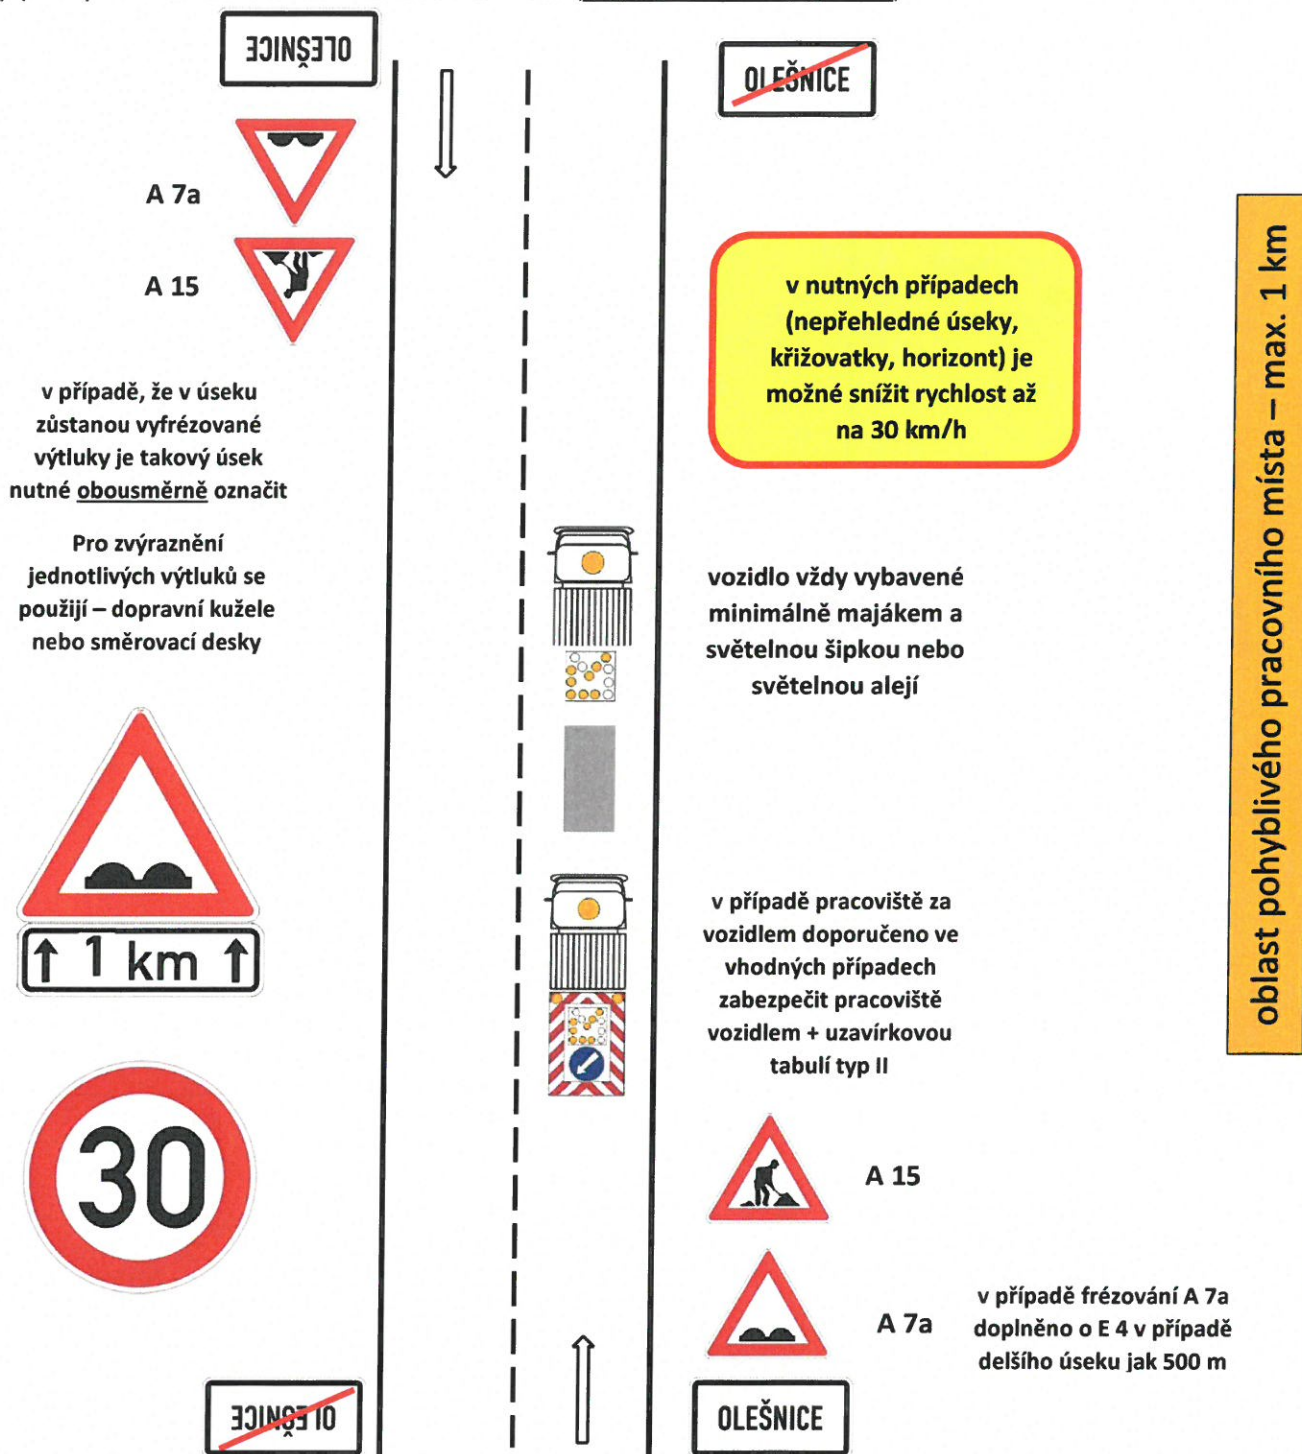 OLEŠNICE
OLEŠNICE
A 7a
A 15
v nutných případech
(nepřehledné úseky,
křižovatky, horizont) je
možné snížit rychlost až
na 30 km/h
v případě, že v úseku
zůstanou vyfrézované
výtluky je takový úsek
nutné obousměrně označit
Pro zvýraznění
jednotlivých výtluků se
použijí – dopravní kužele
nebo směrovací desky
vozidlo vždy vybavené
minimálně majákem a
světelnou šipkou nebo
světelnou alejí
1 km
v případě pracoviště za
vozidlem doporučeno ve
vhodných případech
zabezpečit pracoviště
vozidlem + uzavírkovou
tabulí typ II
30
A 15
A 7a
v případě frézování A 7a
doplněno o E 4 v případě
delšího úseku jak 500 m
OLEŠNICE
OLEŠNICE
oblast pohyblivého pracovního místa – max. 1 km